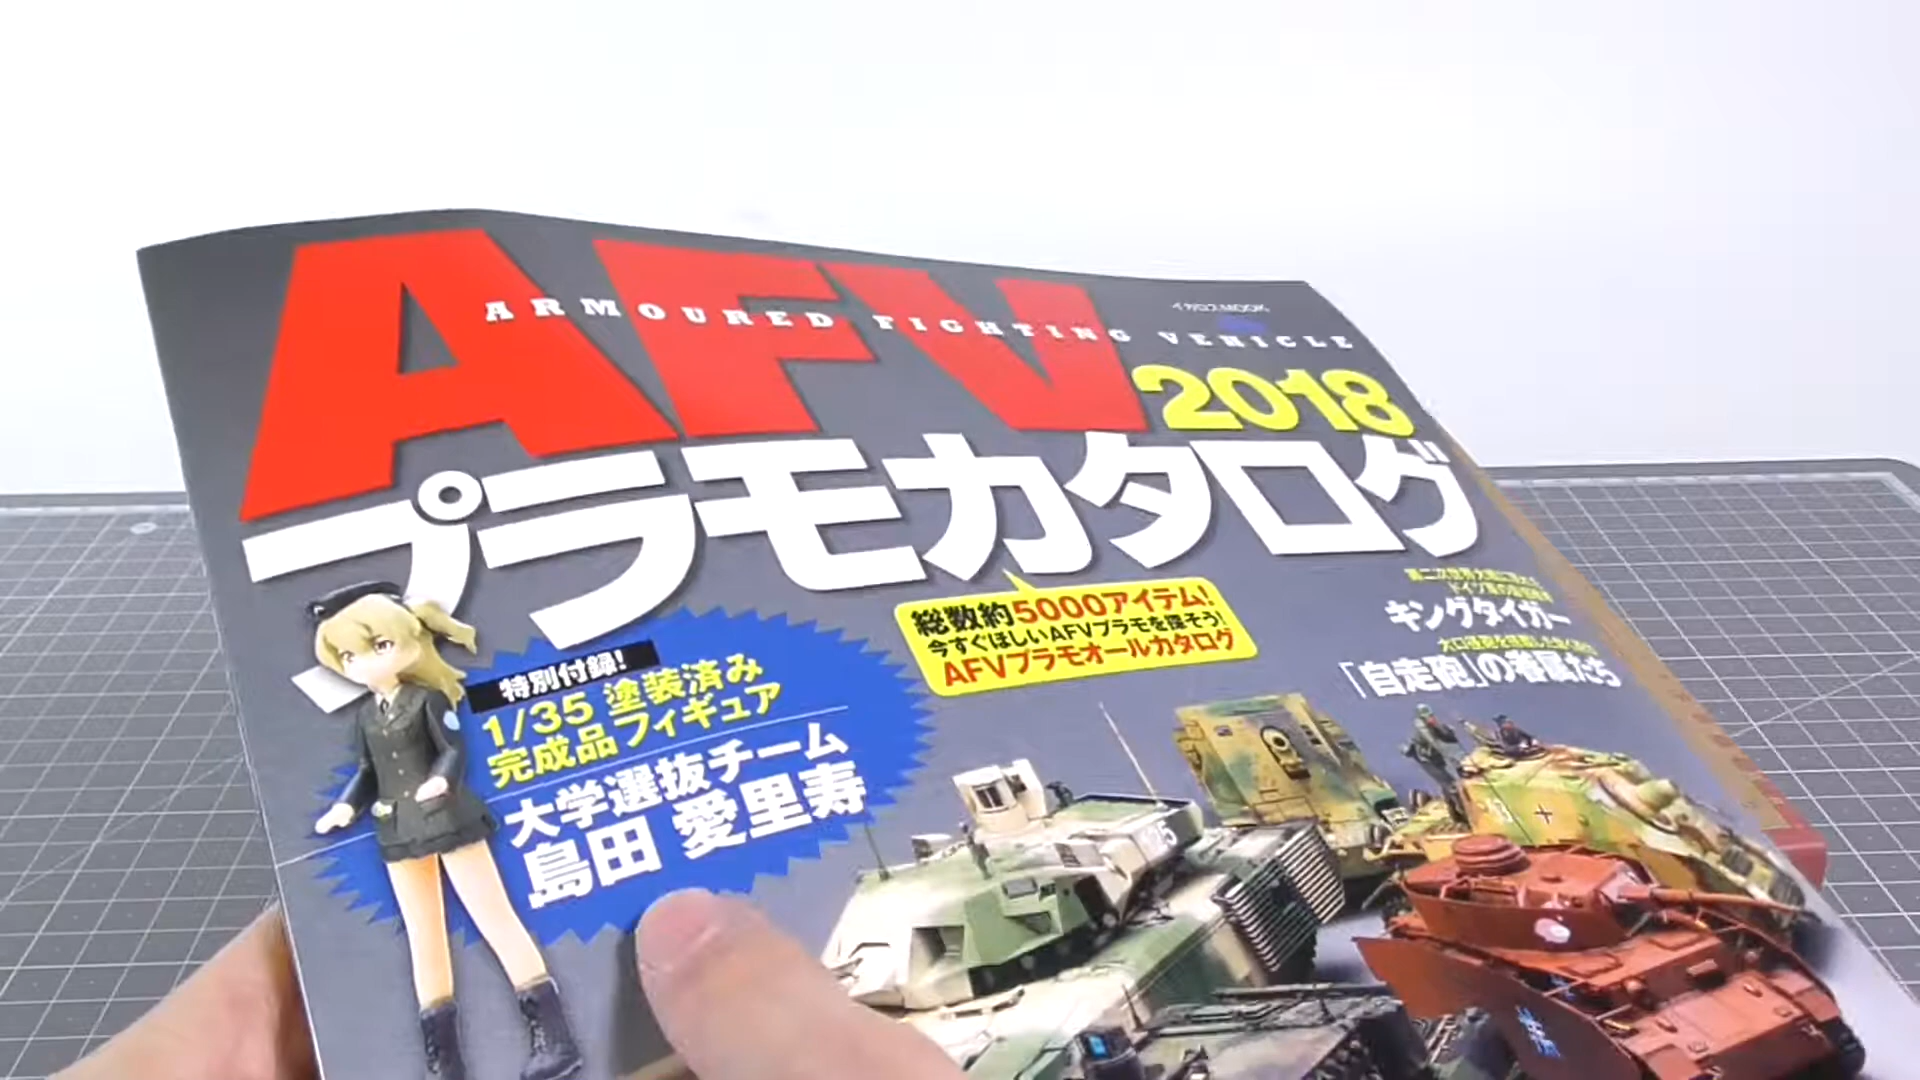 AFV
ARMOURED FIGHTING VEHICLE
イカロスMOOK
2018
プラモカタログ
総数約5000アイテム!
今すぐほしいAFVプラモを探そう!
AFVプラモオールカタログ
キングタイガー
「自走砲」の眷属たち
特別付録!
1/35 塗装済み
完成品フィギュア
大学選抜チーム
島田 愛里寿